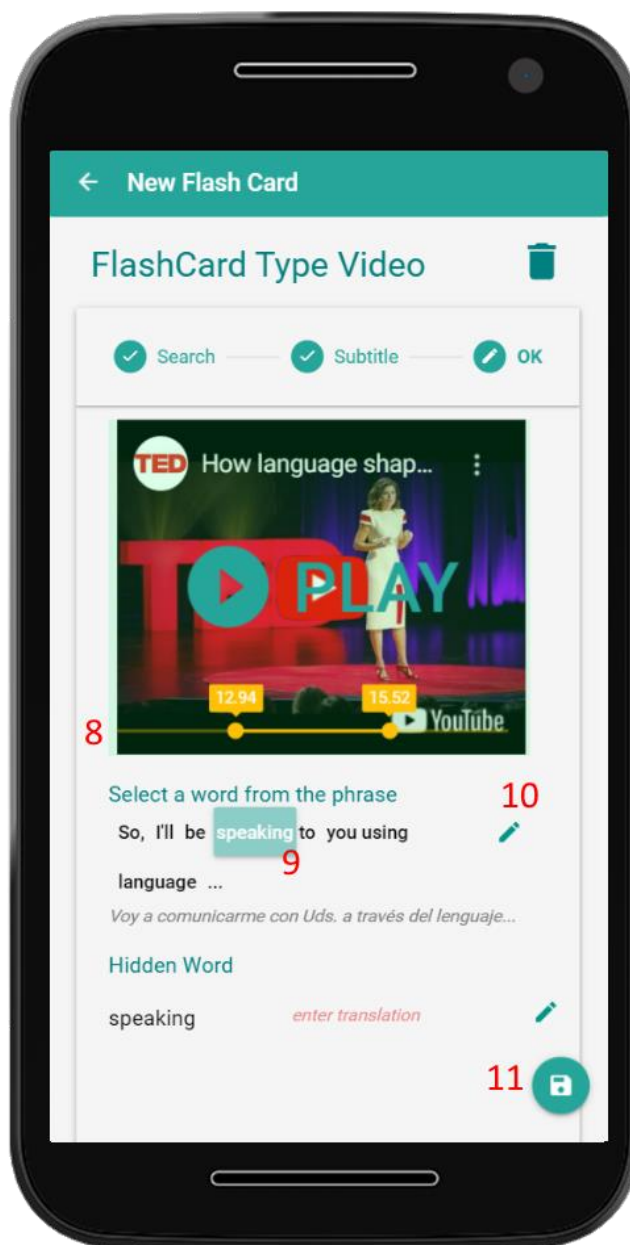 New Flash Card
FlashCard Type Video
Search Subtitle OK
TED How language shap...
TED
PLAY
12.94 15.52
YouTube
8
Select a word from the phrase
10
So, I'll be speaking to you using
9
language ...
Voy a comunicarme con Uds. a través del lenguaje...
Hidden Word
speaking enter translation
11